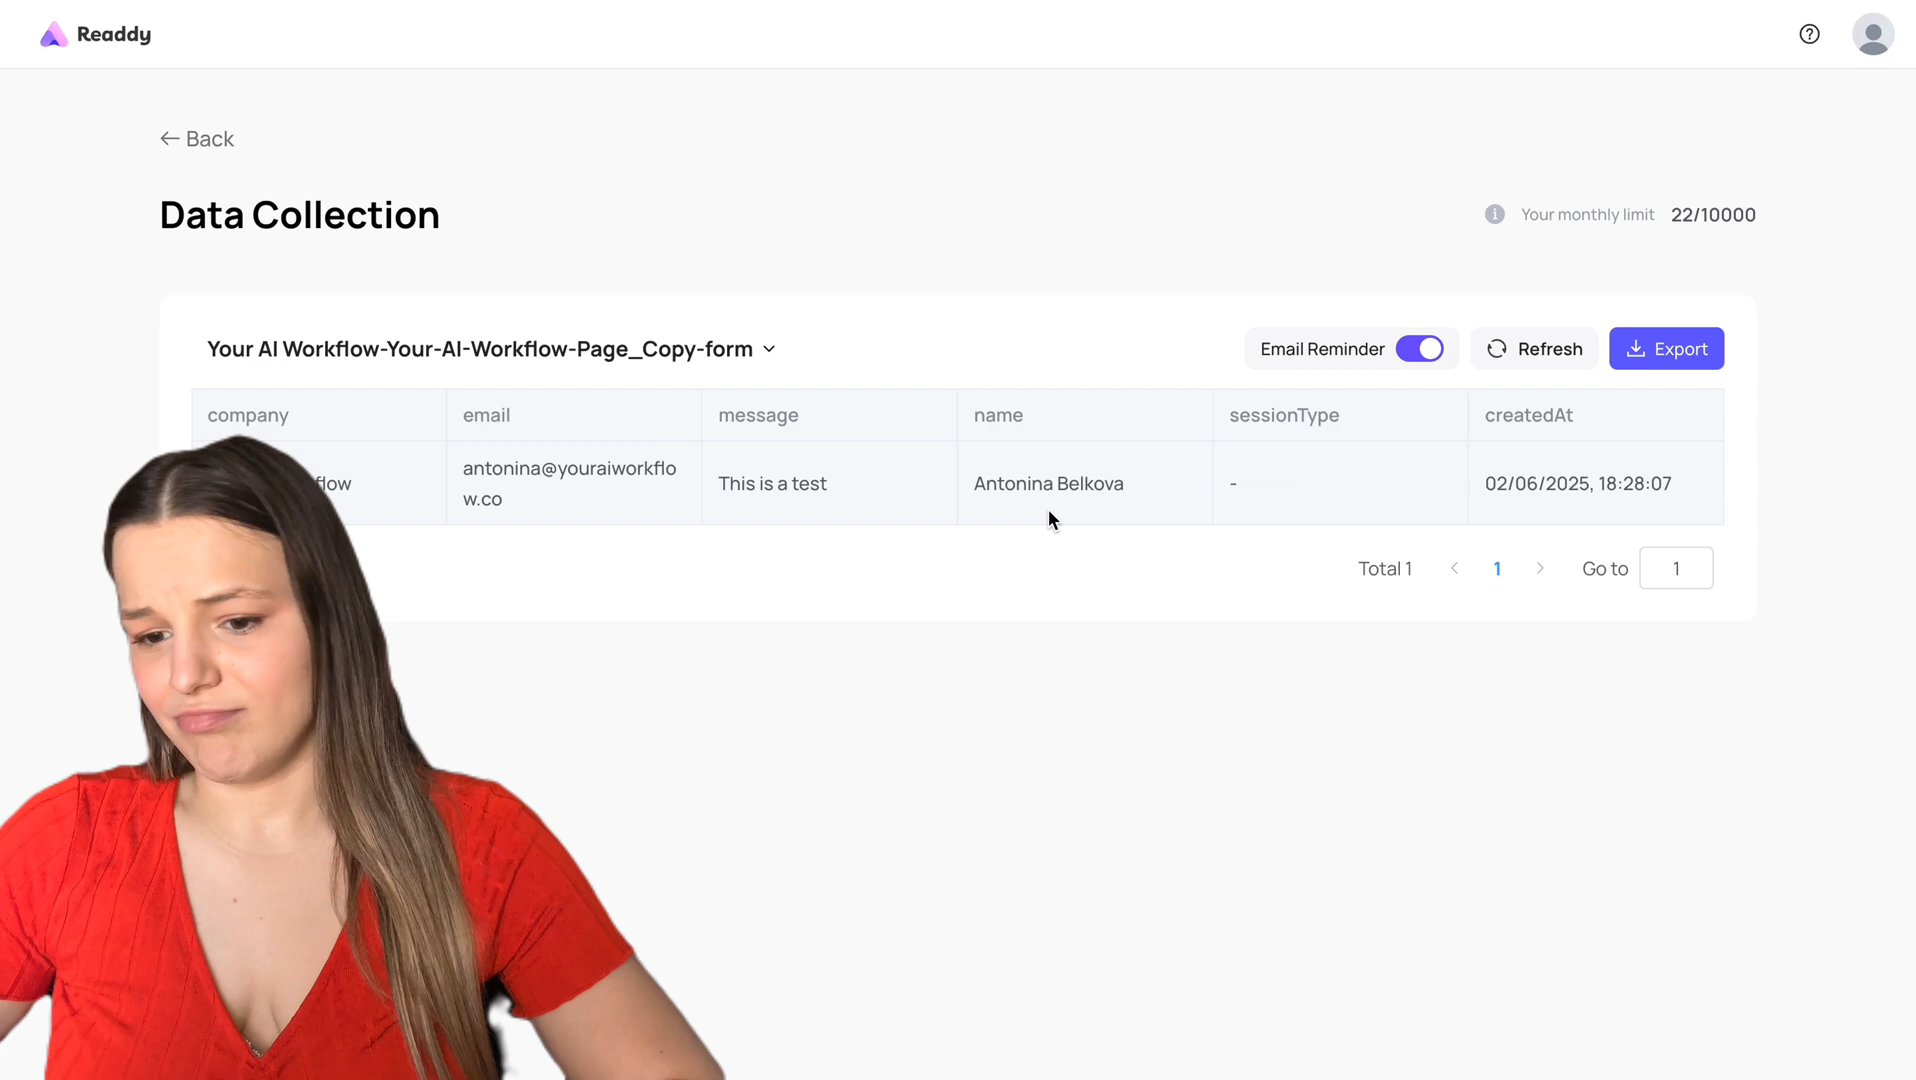 Readdy
← Back
Data Collection
Your monthly limit 22/10000
Your AI Workflow-Your-AI-Workflow-Page_Copy-form
Email Reminder
Refresh
Export
company email message name sessionType createdAt
flow antonina@youraiworkflo
w.co This is a test Antonina Belkova - 02/06/2025, 18:28:07
Total 1 < 1 > Go to 1